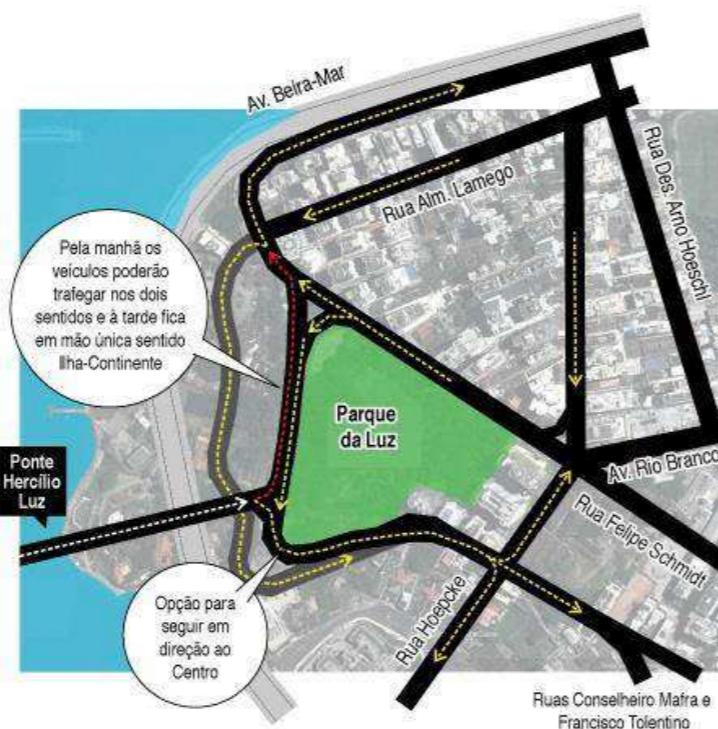 Av. Beira-Mar
Rua Alm. Lamego
Rua Des. Arno Hoeschl
Pela manhã os
veículos poderão
trafegar nos dois
sentidos e à tarde fica
em mão única sentido
Ilha-Continente
Parque
da Luz
Ponte
Hercílio
Luz
Av. Rio Branco
Rua Felipe Schmidt
Rua Hoepcke
Opção para
seguir em
direção ao
Centro
Ruas Conselheiro Mafra e
Francisco Tolentino